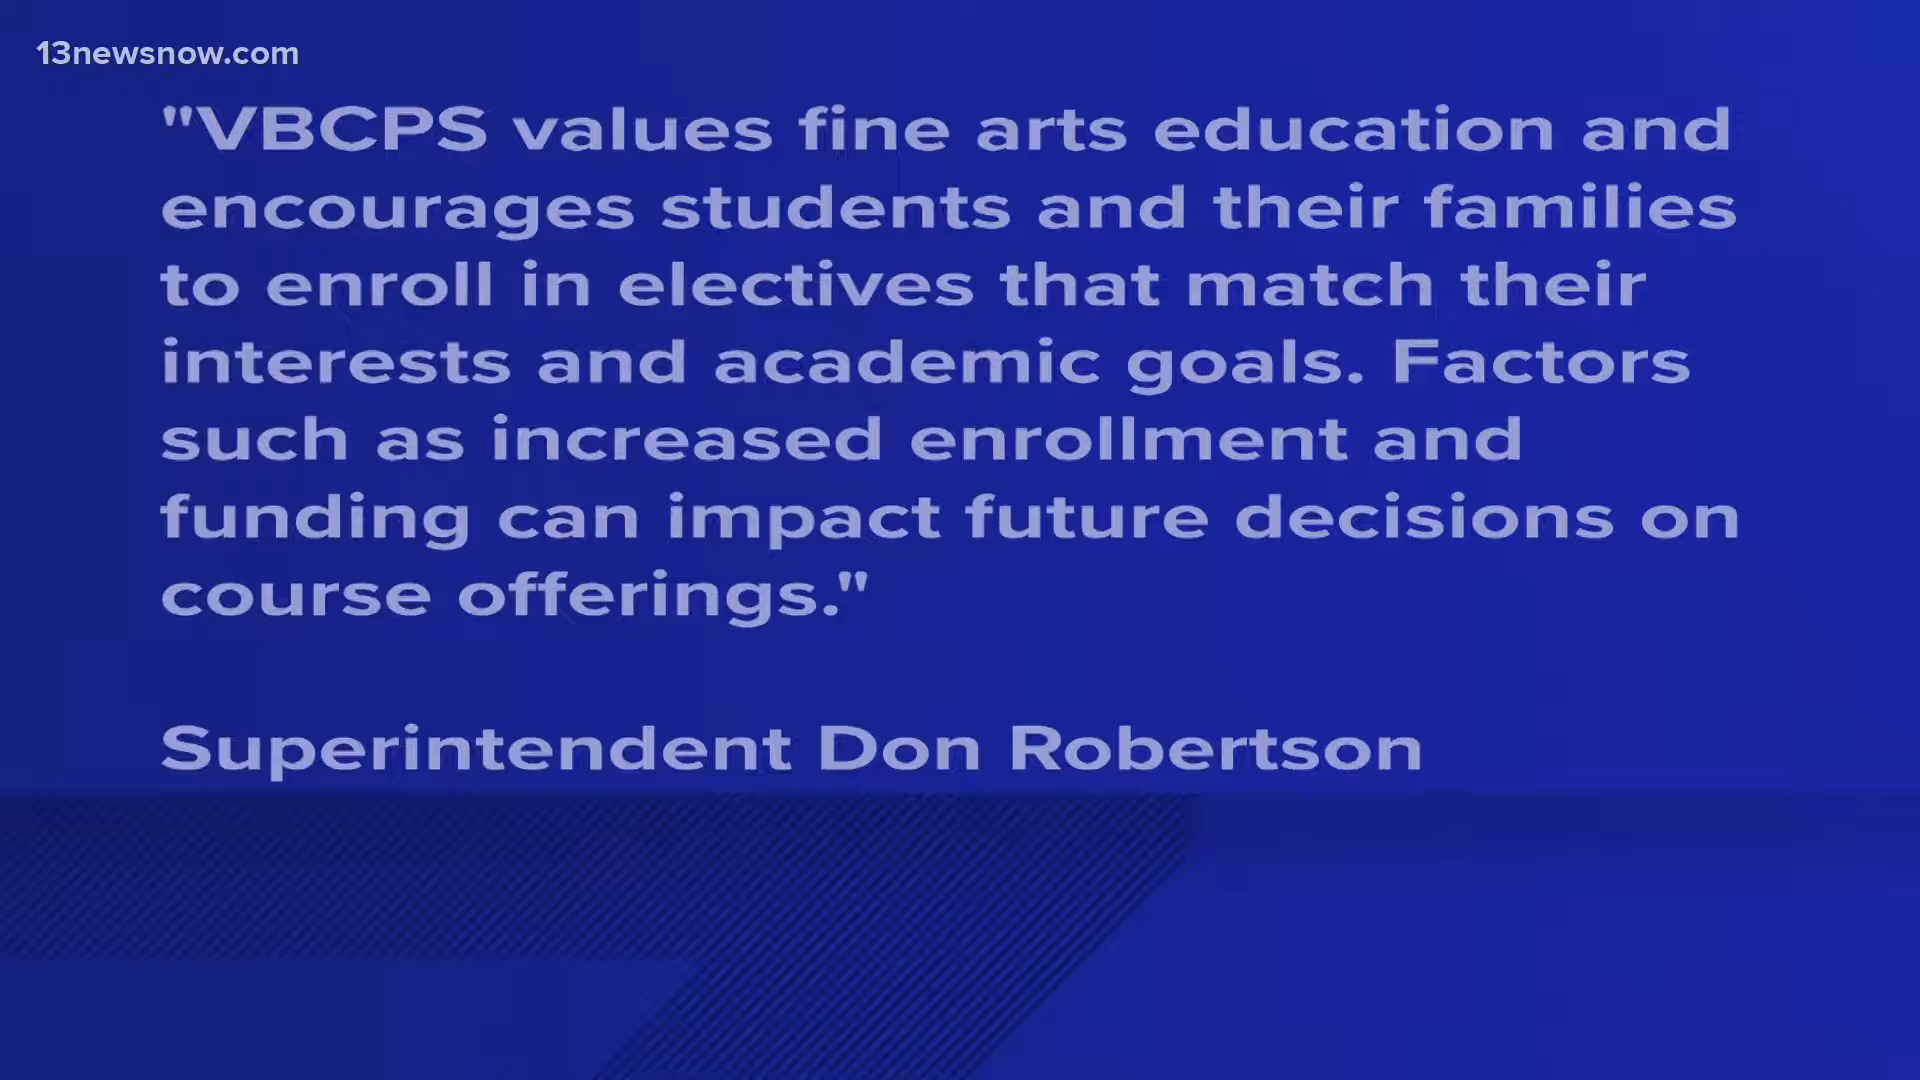 13newsnow.com
"VBCPS values fine arts education and
encourages students and their families
to enroll in electives that match their
interests and academic goals. Factors
such as increased enrollment and
funding can impact future decisions on
course offerings."
Superintendent Don Robertson